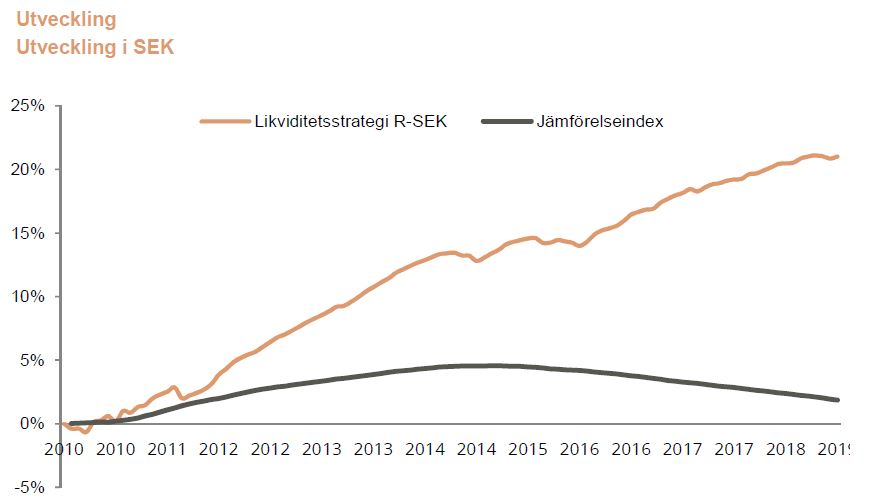 Utveckling
Utveckling i SEK
25%
Likviditetsstrategi R-SEK Jämförelseindex
20%
15%
10%
5%
0%
2010 2010 2011 2012 2012 2013 2013 2014 2014 2015 2016 2016 2017 2017 2018 2019
-5%